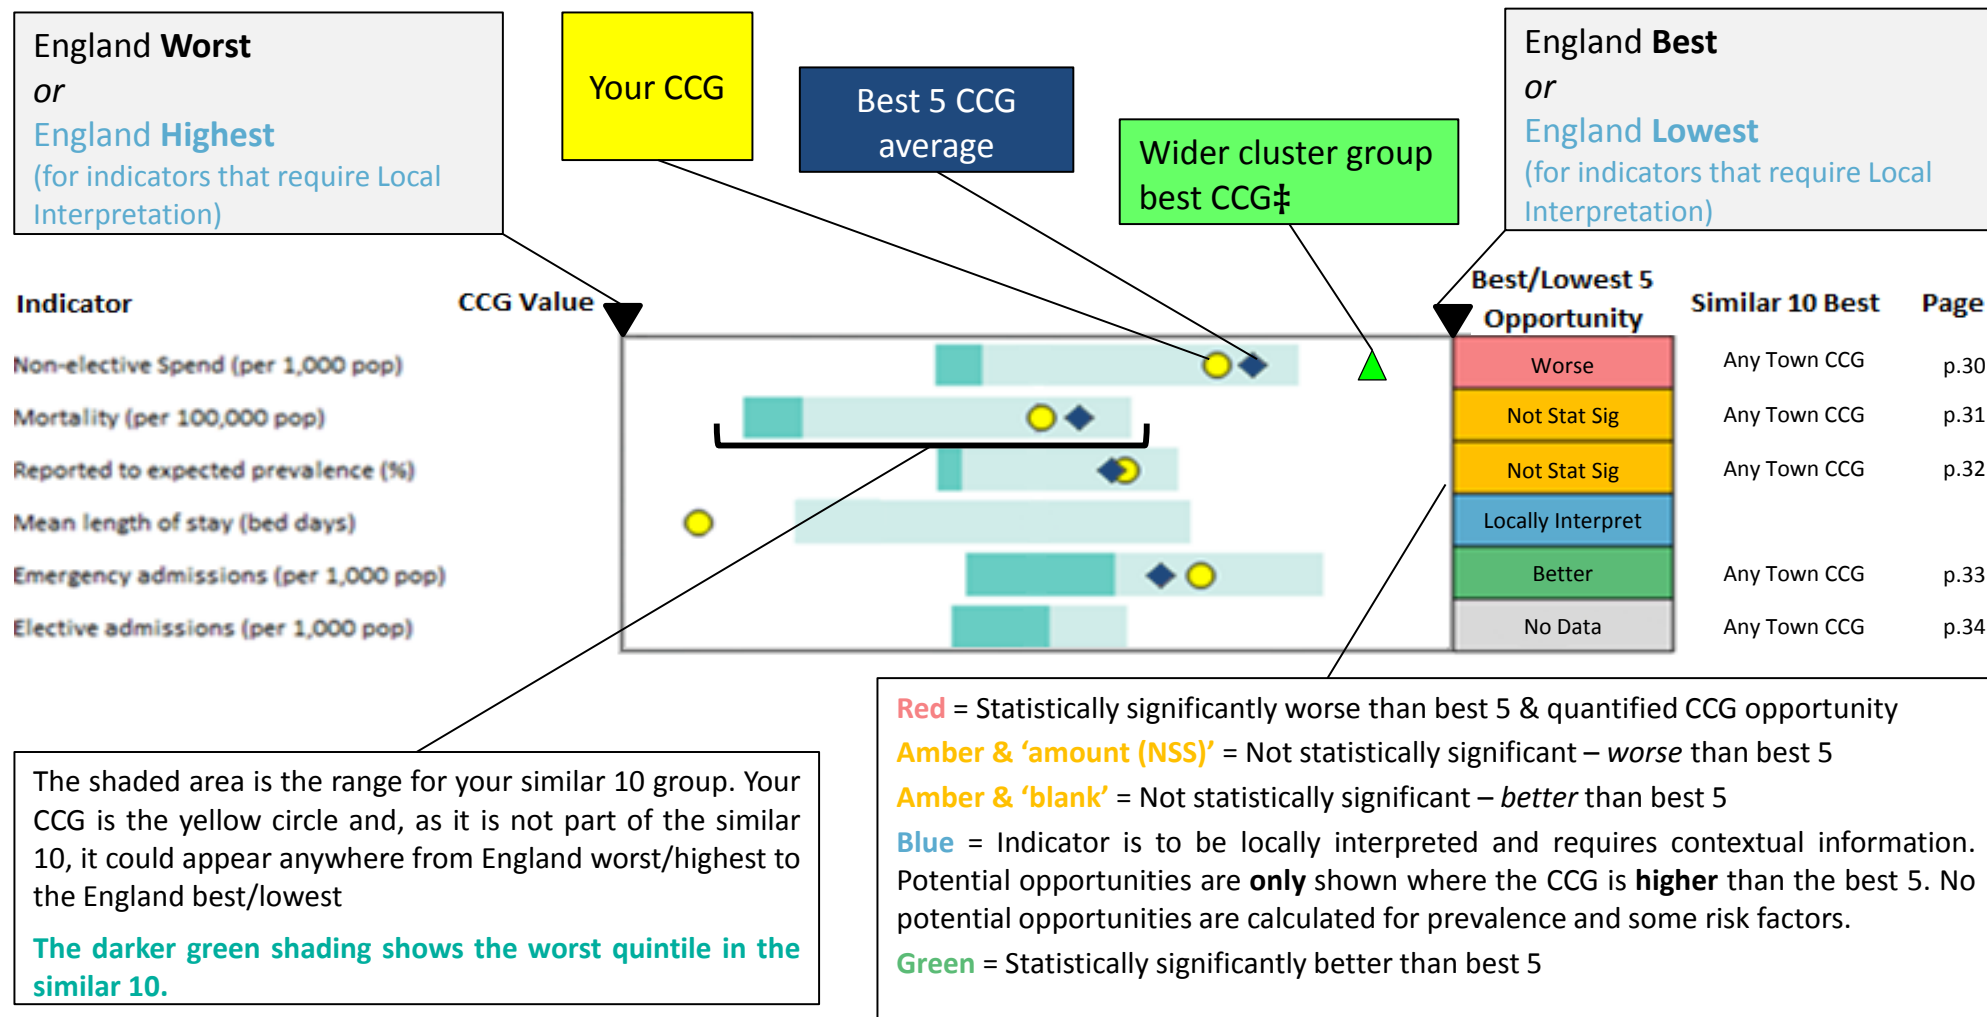 England Worst
or
England Highest
(for indicators that require Local
Interpretation)
Your CCG
Best 5 CCG
average
Wider cluster group
best CCG‡
England Best
or
England Lowest
(for indicators that require Local
Interpretation)
Indicator
CCG Value
Best/Lowest 5
Opportunity
Similar 10 Best
Page
Non-elective Spend (per 1,000 pop)
Worse
Any Town CCG
p.30
Mortality (per 100,000 pop)
Not Stat Sig
Any Town CCG
p.31
Reported to expected prevalence (%)
Not Stat Sig
Any Town CCG
p.32
Mean length of stay (bed days)
Locally Interpret
Emergency admissions (per 1,000 pop)
Better
Any Town CCG
p.33
Elective admissions (per 1,000 pop)
No Data
Any Town CCG
p.34
The shaded area is the range for your similar 10 group. Your
CCG is the yellow circle and, as it is not part of the similar
10, it could appear anywhere from England worst/highest to
the England best/lowest
The darker green shading shows the worst quintile in the
similar 10.
Red = Statistically significantly worse than best 5 & quantified CCG opportunity
Amber & ‘amount (NSS)’ = Not statistically significant – worse than best 5
Amber & ‘blank’ = Not statistically significant – better than best 5
Blue = Indicator is to be locally interpreted and requires contextual information.
Potential opportunities are only shown where the CCG is higher than the best 5. No
potential opportunities are calculated for prevalence and some risk factors.
Green = Statistically significantly better than best 5